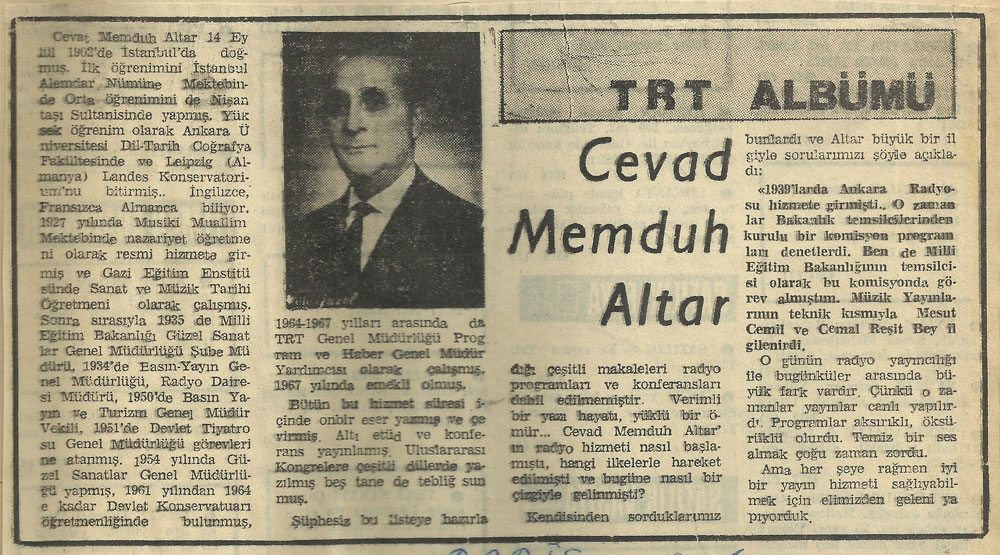 TRT ALBÜMÜ
Cevad
Memduh
Altar
Cevat Memduh Altar 14 Ey
lül 1902'de İstanbul'da doğ-
muş. İlk öğrenimini İstanbul
Alemdar Nümüne Mektebin-
de Orta öğrenimini de Nişan
taşı Sultanisinde yapmış. Yük
sek öğrenim olarak Ankara Ü
niversitesi Dil-Tarih Coğrafya
Fakültesinde ve Leipzig (Al-
manya) Landes Konservatori-
um'nu bitirmiş.. İngilizce,
Fransızca Almanca biliyor.
1927 yılında Musiki Muallim
Mektebinde nazariyet öğretme
ni olarak resmi hizmete gir-
miş ve Gazi Eğitim Enstitü
sünde Sanat ve Müzik Tarihi
Öğretmeni olarak çalışmış.
Sonra sırasıyla 1935 de Milli
Eğitim Bakanlığı Güzel Sanat
lar Genel Müdürlüğü Şube Mü
dürü, 1934'de Basın-Yayın Ge-
nel Müdürlüğü, Radyo Daire-
si Müdürü, 1950'de Basın Ya-
yın ve Turizm Genel Müdür
Vekili, 1951'de Devlet Tiyatro
su Genel Müdürlüğü görevleri
ne atanmış. 1954 yılında Gü-
zel Sanatlar Genel Müdürlü-
ğü yapmış, 1961 yılından 1964
e kadar Devlet Konservatuarı
öğretmenliğinde bulunmuş,
1964-1967 yılları arasında da
TRT Genel Müdürlüğü Prog
ram ve Haber Genel Müdür
Yardımcısı olarak çalışmış.
1967 yılında emekli olmuş.
Bütün bu hizmet süresi i-
çinde onbir eser yazmış ve çe
virmiş. Altı etüd ve konfe-
rans yayınlamış, Uluslararası
Kongrelere çeşitli dillerde ya-
zılmış beş tane de tebliğ sun
muş.
Şüphesiz bu listeye hazırla
dığı çeşitli makaleleri radyo
programları ve konferansları
dahil edilmemiştir. Verimli
bir yazı hayatı, yüklü bir ö-
mür... Cevad Memduh Altar'
ın radyo hizmeti nasıl başla-
mıştı, hangi ilkelerle hareket
edilmişti ve bugüne nasıl bir
çizgiyle gelinmişti?
Kendisinden sorduklarımız
bunlardı ve Altar büyük bir il
giyle sorularımızı şöyle açıkla-
dı:
«1939'larda Ankara Radyo-
su hizmete girmişti.. O zaman
lar Bakanlık temsilcilerinden
kurulu bir komisyon program
ları denetlerdi. Ben de Milli
Eğitim Bakanlığının temsilci-
si olarak bu komisyonda gö-
rev almıştım. Müzik Yayınla-
rının teknik kısmıyla Mesut
Cemil ve Cemal Reşit Bey il
gilenirdi.
O günün radyo yayıncılığı
ile bugünküler arasında bü-
yük fark vardır. Çünkü o za-
manlar yayınlar canlı yapılır-
dı. Programlar aksırıklı, öksü-
rüklü olurdu. Temiz bir ses
almak çoğu zaman zordu.
Ama her şeye rağmen iyi
bir yayın hizmeti sağlıyabil-
mek için elimizden geleni ya
pıyorduk.